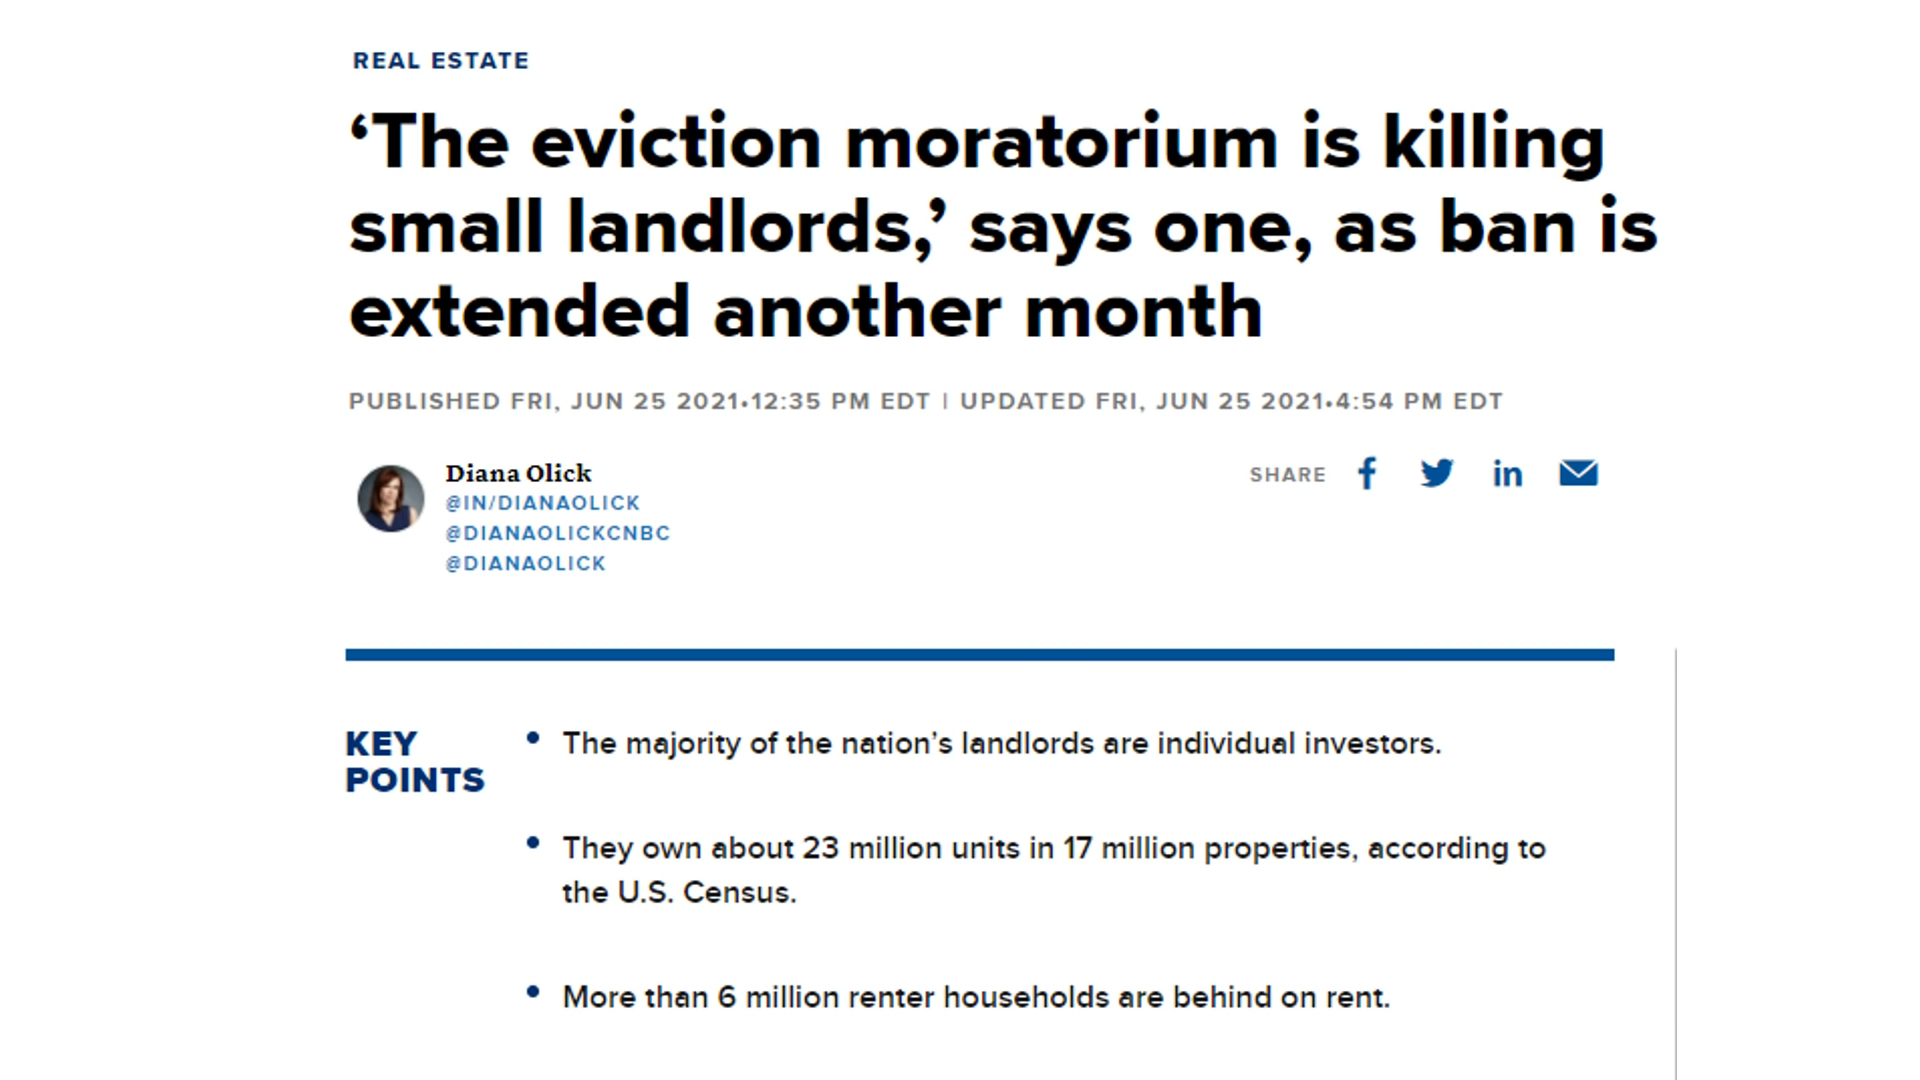 REAL ESTATE
‘The eviction moratorium is killing
small landlords,’ says one, as ban is
extended another month
PUBLISHED FRI, JUN 25 2021•12:35 PM EDT | UPDATED FRI, JUN 25 2021•4:54 PM EDT
Diana Olick
@IN/DIANAOLICK
@DIANAOLICKCNBC
@DIANAOLICK
SHARE
KEY
POINTS
• The majority of the nation’s landlords are individual investors.
• They own about 23 million units in 17 million properties, according to
the U.S. Census.
• More than 6 million renter households are behind on rent.